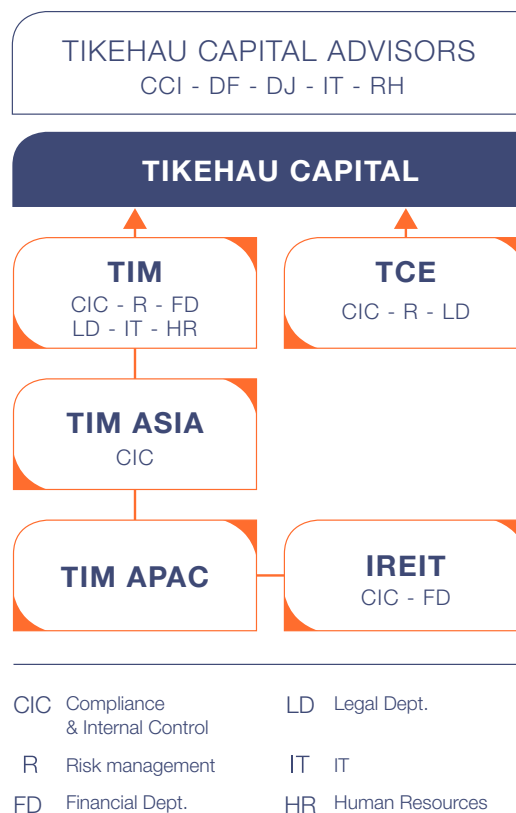 TIKEHAU CAPITAL ADVISORS
CCI - DF - DJ - IT - RH
TIKEHAU CAPITAL
TIM
CIC - R - FD
LD - IT - HR
TCE
CIC - R - LD
TIM ASIA
CIC
TIM APAC
IREIT
CIC - FD
CIC Compliance
& Internal Control
LD Legal Dept.
R Risk management
IT IT
FD Financial Dept.
HR Human Resources